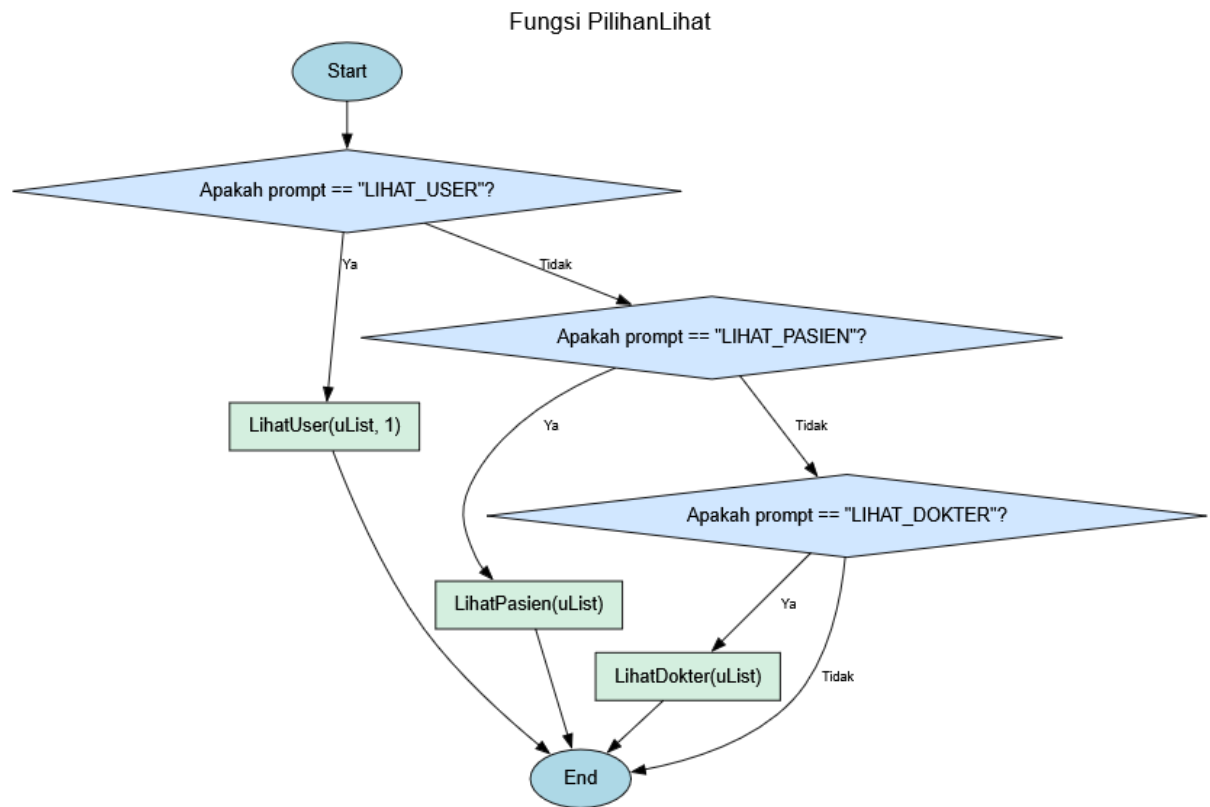 Fungsi PilihanLihat
Start
Apakah prompt == "LIHAT_USER"?
Ya
Tidak
Apakah prompt == "LIHAT_PASIEN"?
LihatUser(uList, 1)
Ya
Tidak
Apakah prompt == "LIHAT_DOKTER"?
LihatPasien(uList)
Ya
LihatDokter(uList)
Tidak
End